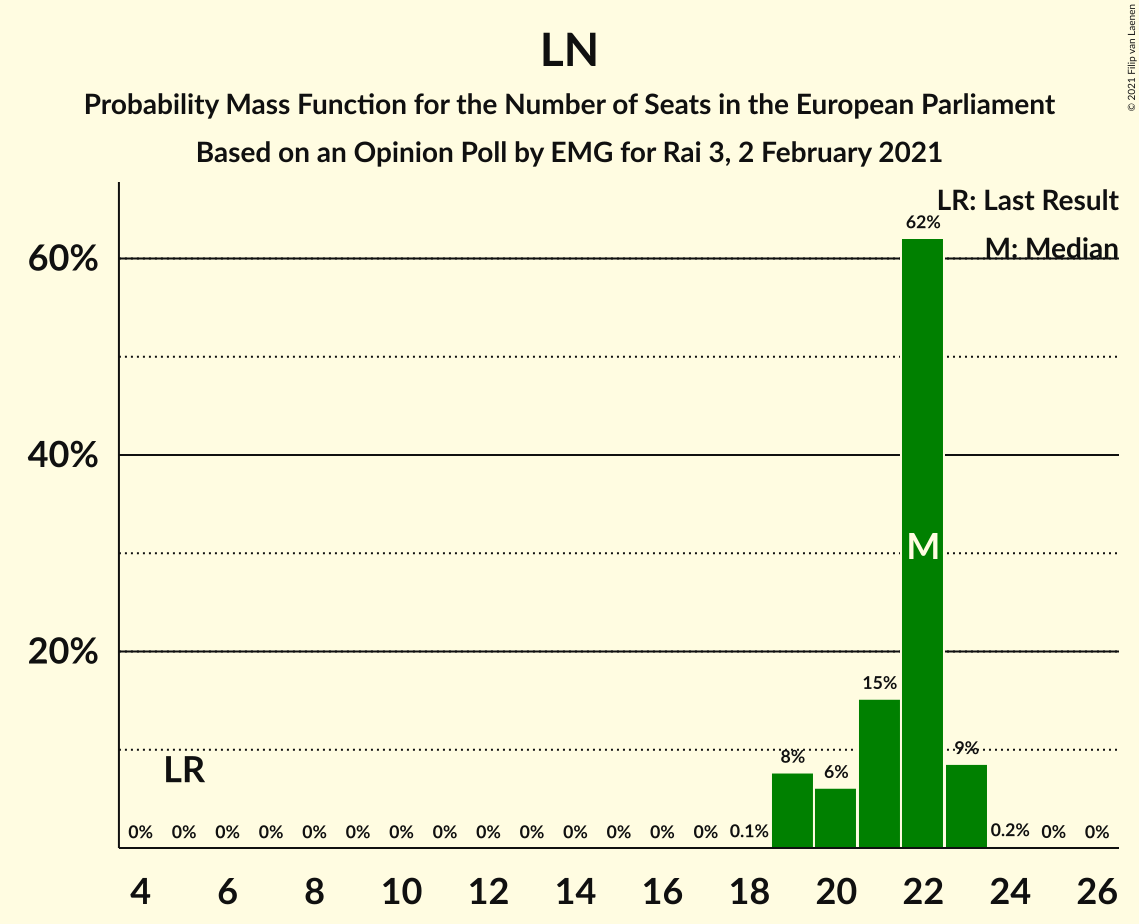 LN
Probability Mass Function for the Number of Seats in the European Parliament
Based on an Opinion Poll by EMG for Rai 3, 2 February 2021
© 2021 Filip van Laenen
LR: Last Result
M: Median
60%
40%
20%
62%
M
15%
9%
8%
6%
LR
0% 0% 0% 0% 0% 0% 0% 0% 0% 0% 0% 0% 0% 0% 0.1% 0.2% 0% 0%
4 6 8 10 12 14 16 18 20 22 24 26